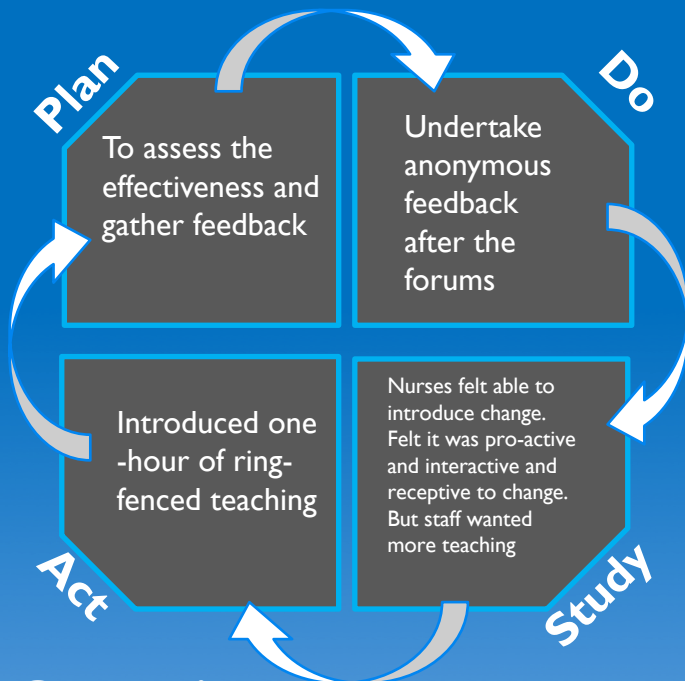 Plan
To assess the
effectiveness and
gather feedback
Do
Undertake
anonymous
feedback
after the
forums
Act
Introduced one
-hour of ring-
fenced teaching
Study
Nurses felt able to
introduce change.
Felt it was pro-active
and interactive and
receptive to change.
But staff wanted
more teaching